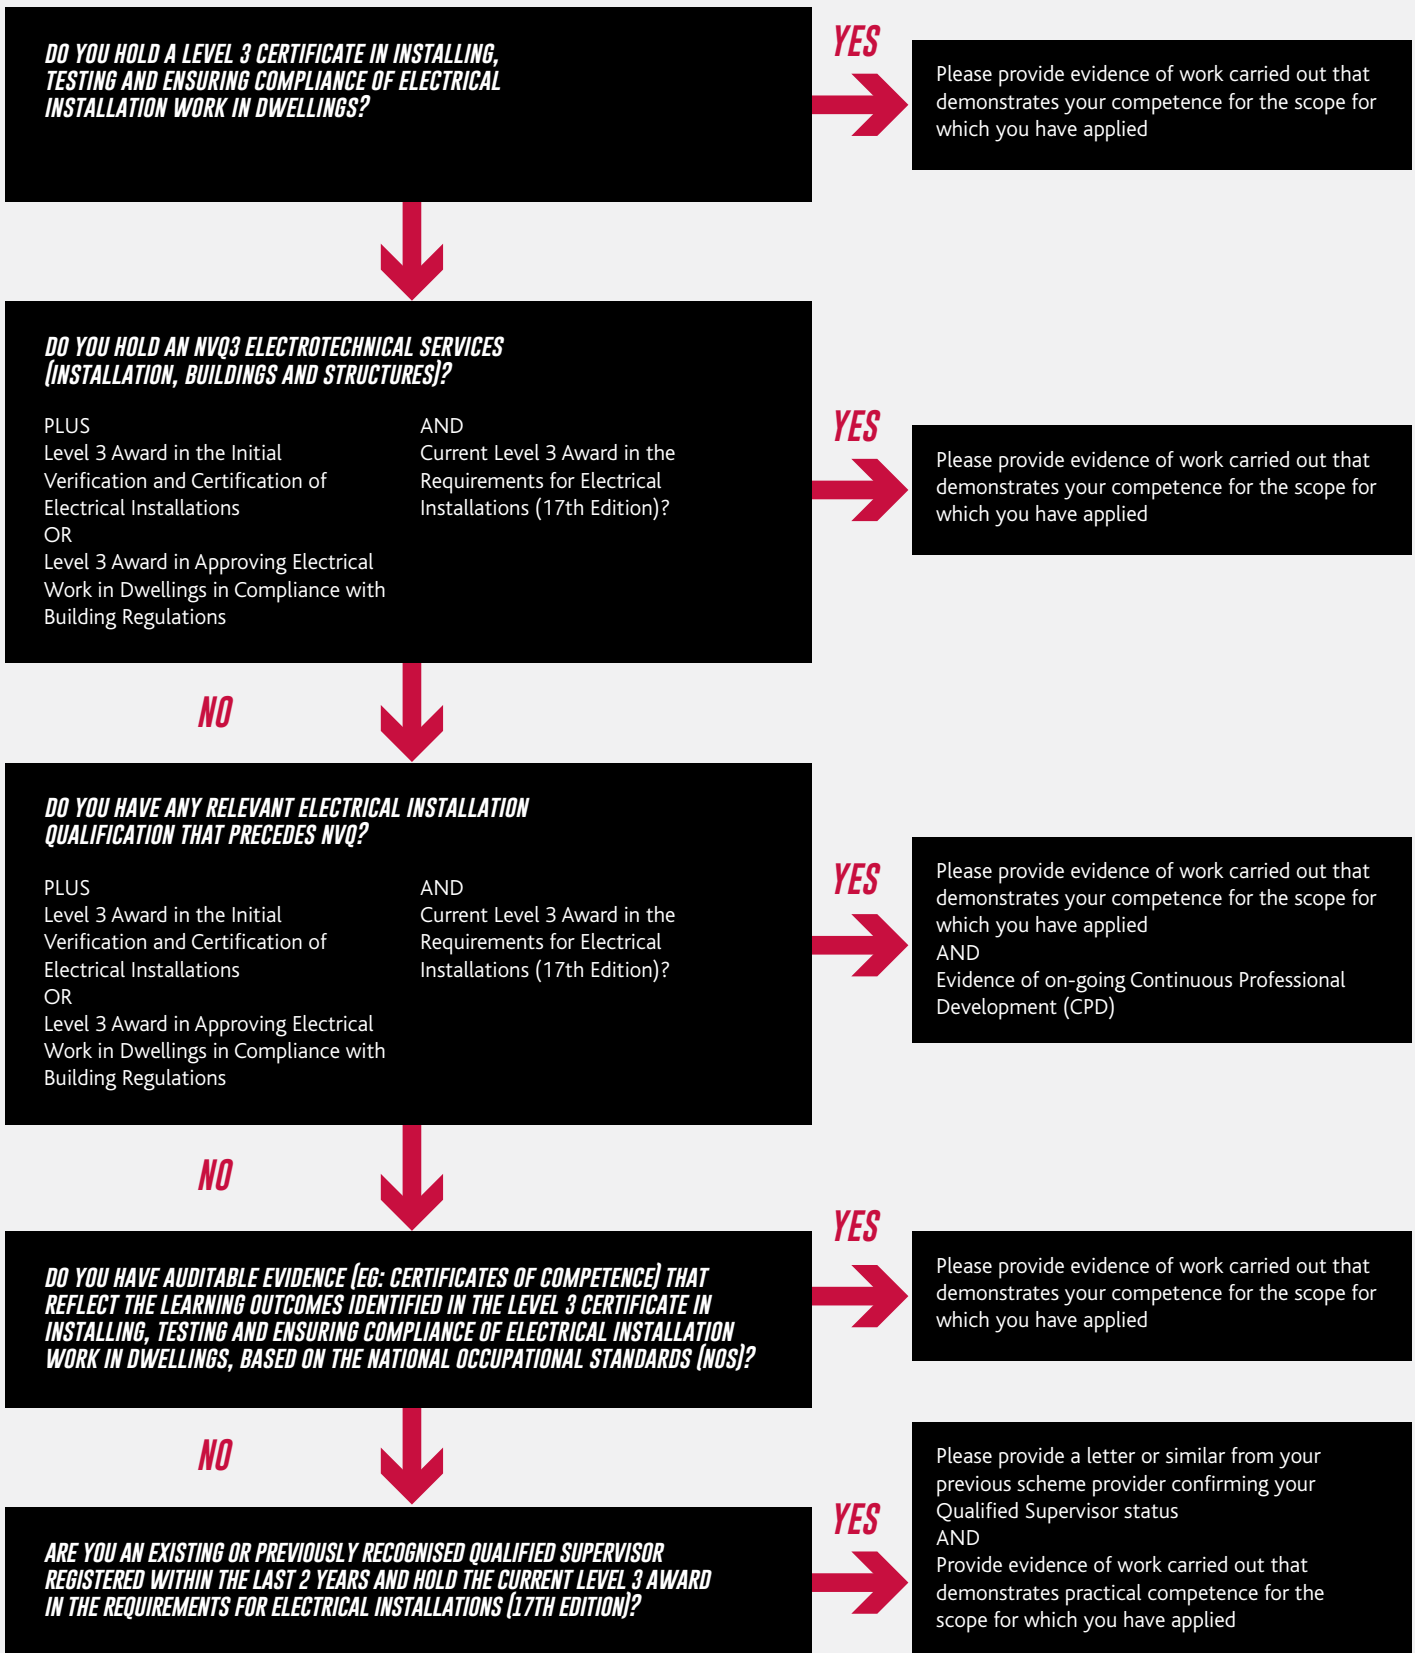 DO YOU HOLD A LEVEL 3 CERTIFICATE IN INSTALLING,
TESTING AND ENSURING COMPLIANCE OF ELECTRICAL
INSTALLATION WORK IN DWELLINGS?
YES
Please provide evidence of work carried out that
demonstrates your competence for the scope for
which you have applied
DO YOU HOLD AN NVQ3 ELECTROTECHNICAL SERVICES
(INSTALLATION, BUILDINGS AND STRUCTURES)?
PLUS
Level 3 Award in the Initial
Verification and Certification of
Electrical Installations
OR
Level 3 Award in Approving Electrical
Work in Dwellings in Compliance with
Building Regulations
AND
Current Level 3 Award in the
Requirements for Electrical
Installations (17th Edition)?
YES
Please provide evidence of work carried out that
demonstrates your competence for the scope for
which you have applied
NO
DO YOU HAVE ANY RELEVANT ELECTRICAL INSTALLATION
QUALIFICATION THAT PRECEDES NVQ?
PLUS
Level 3 Award in the Initial
Verification and Certification of
Electrical Installations
OR
Level 3 Award in Approving Electrical
Work in Dwellings in Compliance with
Building Regulations
AND
Current Level 3 Award in the
Requirements for Electrical
Installations (17th Edition)?
YES
Please provide evidence of work carried out that
demonstrates your competence for the scope for
which you have applied
AND
Evidence of on-going Continuous Professional
Development (CPD)
NO
DO YOU HAVE AUDITABLE EVIDENCE (EG: CERTIFICATES OF COMPETENCE) THAT
REFLECT THE LEARNING OUTCOMES IDENTIFIED IN THE LEVEL 3 CERTIFICATE IN
INSTALLING, TESTING AND ENSURING COMPLIANCE OF ELECTRICAL INSTALLATION
WORK IN DWELLINGS, BASED ON THE NATIONAL OCCUPATIONAL STANDARDS (NOS)?
YES
Please provide evidence of work carried out that
demonstrates your competence for the scope for
which you have applied
NO
ARE YOU AN EXISTING OR PREVIOUSLY RECOGNISED QUALIFIED SUPERVISOR
REGISTERED WITHIN THE LAST 2 YEARS AND HOLD THE CURRENT LEVEL 3 AWARD
IN THE REQUIREMENTS FOR ELECTRICAL INSTALLATIONS (17TH EDITION)?
YES
Please provide a letter or similar from your
previous scheme provider confirming your
Qualified Supervisor status
AND
Provide evidence of work carried out that
demonstrates practical competence for the
scope for which you have applied